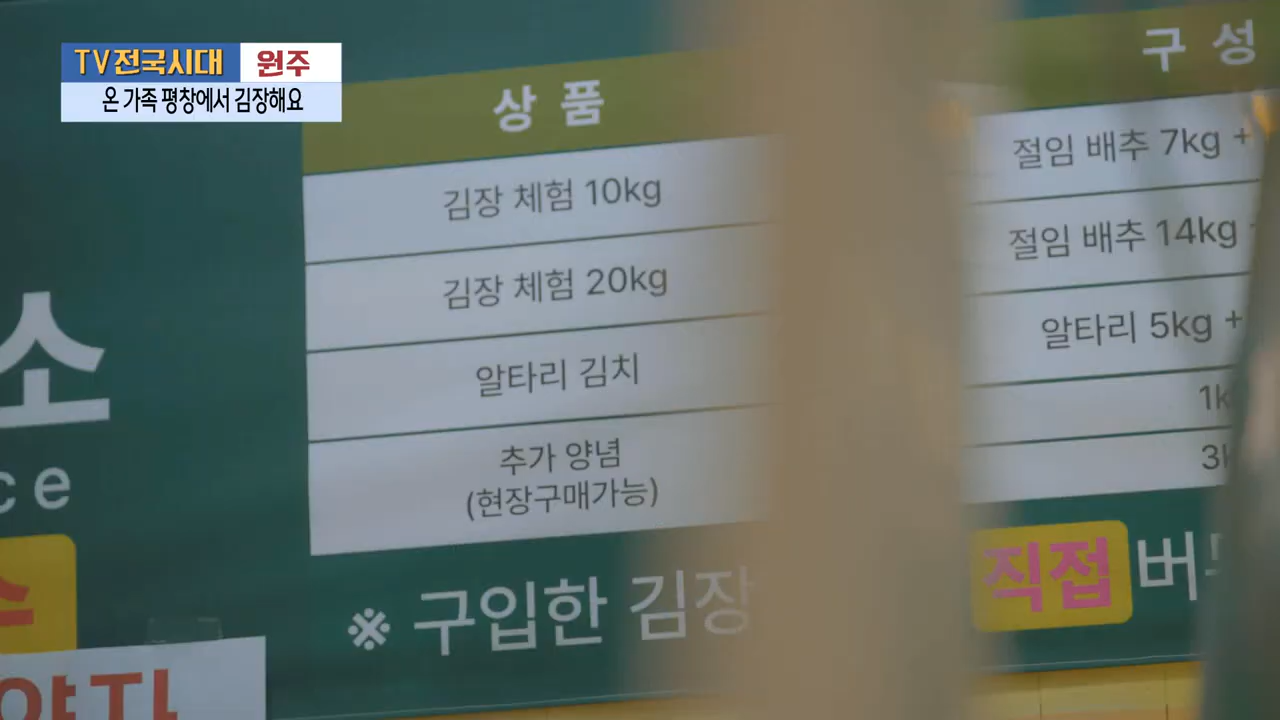 TV전국시대 원주
온 가족 평창에서 김장해요
상 품 구 성
김장 체험 10kg 절임 배추 7kg +
김장 체험 20kg 절임 배추 14kg
알타리 김치 알타리 5kg +
추가 양념
(현장구매가능)
소
ce
※ 구입한 김장 직접